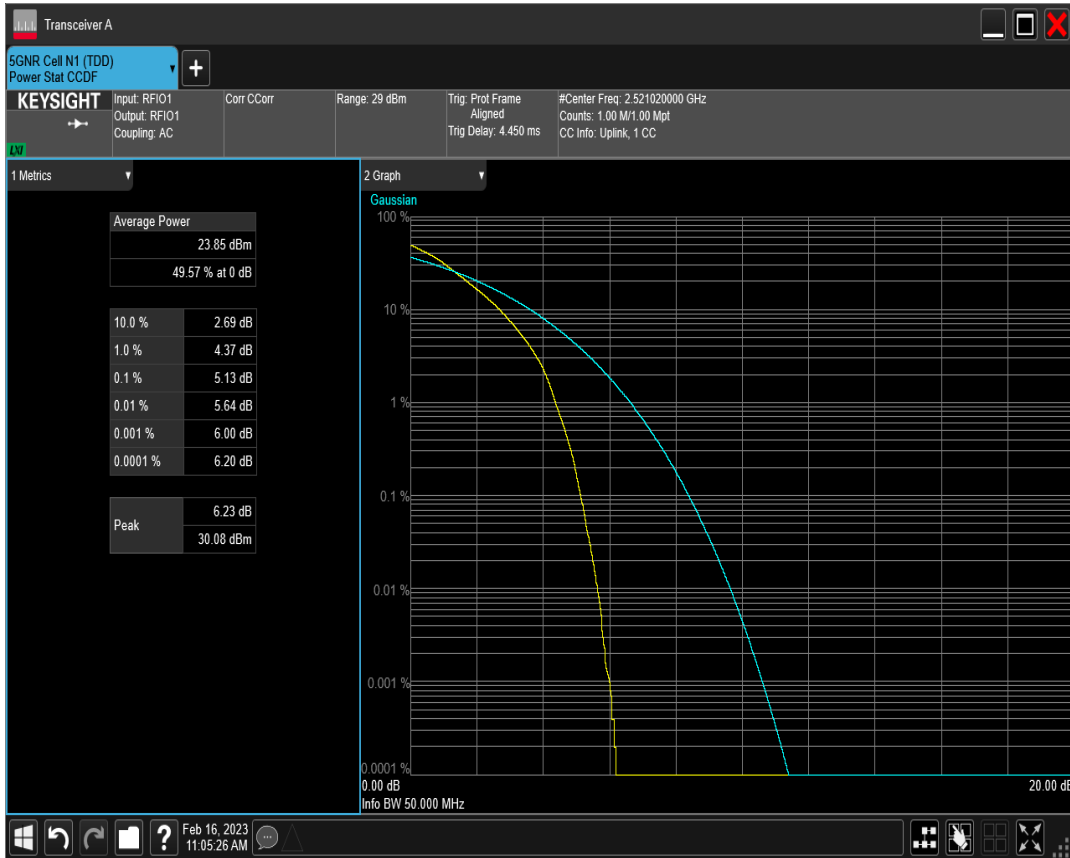 Transceiver A
5GNR Cell N1 (TDD)
Power Stat CCDF
+
KEYSIGHT
LXI
Input: RFIO1
Output: RFIO1
Coupling: AC
Corr CCorr
Range: 29 dBm
Trig: Prot Frame
Aligned
Trig Delay: 4.450 ms
#Center Freq: 2.521020000 GHz
Counts: 1.00 M/1.00 Mpt
CC Info: Uplink, 1 CC
1 Metrics
Average Power
23.85 dBm
49.57 % at 0 dB
10.0 % 2.69 dB
1.0 % 4.37 dB
0.1 % 5.13 dB
0.01 % 5.64 dB
0.001 % 6.00 dB
0.0001 % 6.20 dB
Peak
6.23 dB
30.08 dBm
2 Graph
Gaussian
100 %
10 %
1 %
0.1 %
0.01 %
0.001 %
0.0001 %
0.00 dB
20.00 dB
Info BW 50.000 MHz
?
Feb 16, 2023
11:05:26 AM